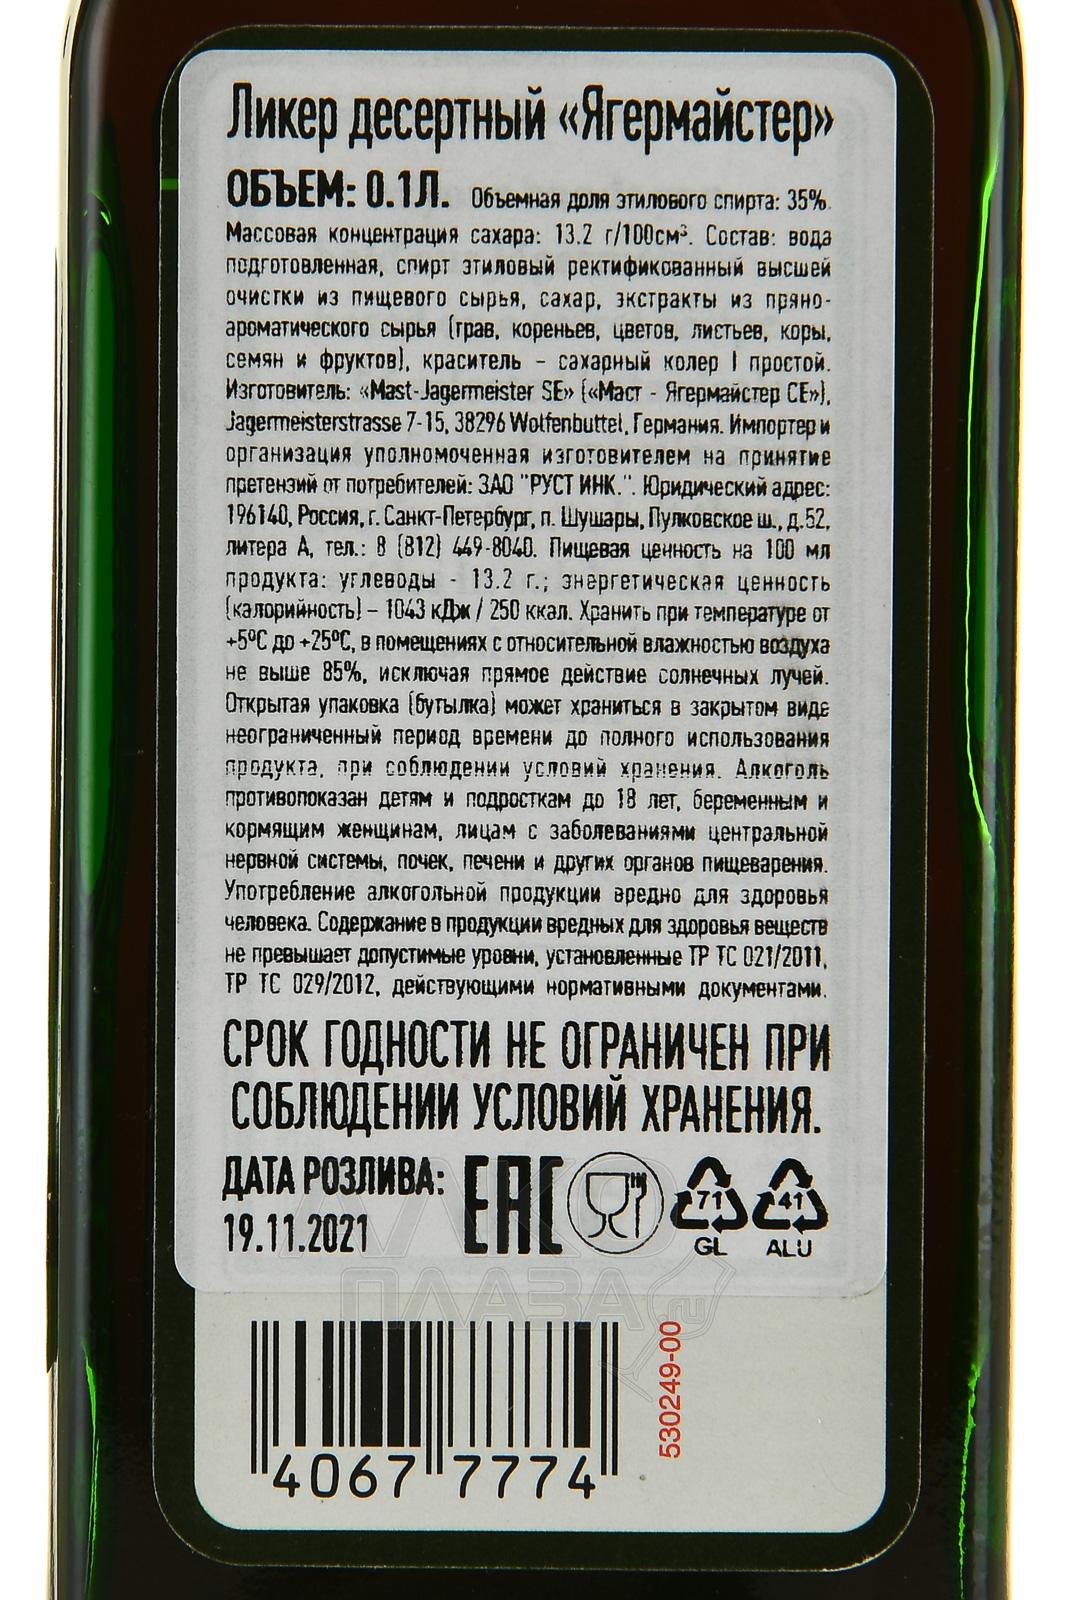 Ликер десертный «Ягермайстер»
ОБЪЕМ: 0.1Л. Объемная доля этилового спирта: 35%.
Массовая концентрация сахара: 13.2 г/100см³. Состав: вода
подготовленная, спирт этиловый ректификованный высшей
очистки из пищевого сырья, сахар, экстракты из пряно-
ароматического сырья (трав, кореньев, цветов, листьев, коры,
семян и фруктов), краситель – сахарный колер I простой.
Изготовитель: «Mast-Jagermeister SE» («Маст - Ягермайстер СЕ»),
Jagermeisterstrasse 7-15, 38296 Wolfenbuttel, Германия. Импортер и
организация уполномоченная изготовителем на принятие
претензий от потребителей: ЗАО "РУСТ ИНК.". Юридический адрес:
196140, Россия, г. Санкт-Петербург, п. Шушары, Пулковское ш., д.52,
литера А, тел.: 8 (812) 449-8040. Пищевая ценность на 100 мл
продукта: углеводы - 13.2 г.; энергетическая ценность
(калорийность) – 1043 кДж / 250 ккал. Хранить при температуре от
+5ºС до +25ºС, в помещениях с относительной влажностью воздуха
не выше 85%, исключая прямое действие солнечных лучей.
Открытая упаковка (бутылка) может храниться в закрытом виде
неограниченный период времени до полного использования
продукта, при соблюдении условий хранения. Алкоголь
противопоказан детям и подросткам до 18 лет, беременным и
кормящим женщинам, лицам с заболеваниями центральной
нервной системы, почек, печени и других органов пищеварения.
Употребление алкогольной продукции вредно для здоровья
человека. Содержание в продукции вредных для здоровья веществ
не превышает допустимые уровни, установленные ТР ТС 021/2011,
ТР ТС 029/2012, действующими нормативными документами.
СРОК ГОДНОСТИ НЕ ОГРАНИЧЕН ПРИ
СОБЛЮДЕНИИ УСЛОВИЙ ХРАНЕНИЯ.
ДАТА РОЗЛИВА:
19.11.2021
EAC
71
GL
41
ALU
АЛКО
ПЛАЗА
.ru
530249-00
4067 7774